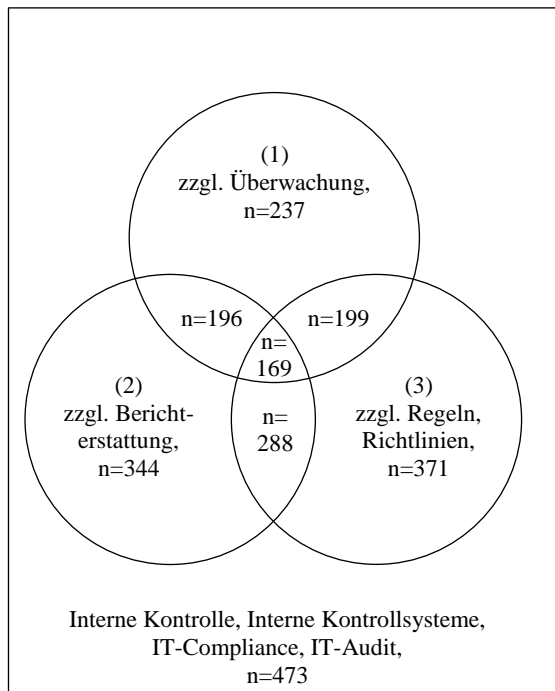 (1)
zzgl. Überwachung,
n=237
n=196
n=199
n=
169
(2)
zzgl. Bericht-
erstattung,
n=344
n=
288
(3)
zzgl. Regeln,
Richtlinien,
n=371
Interne Kontrolle, Interne Kontrollsysteme,
IT-Compliance, IT-Audit,
n=473